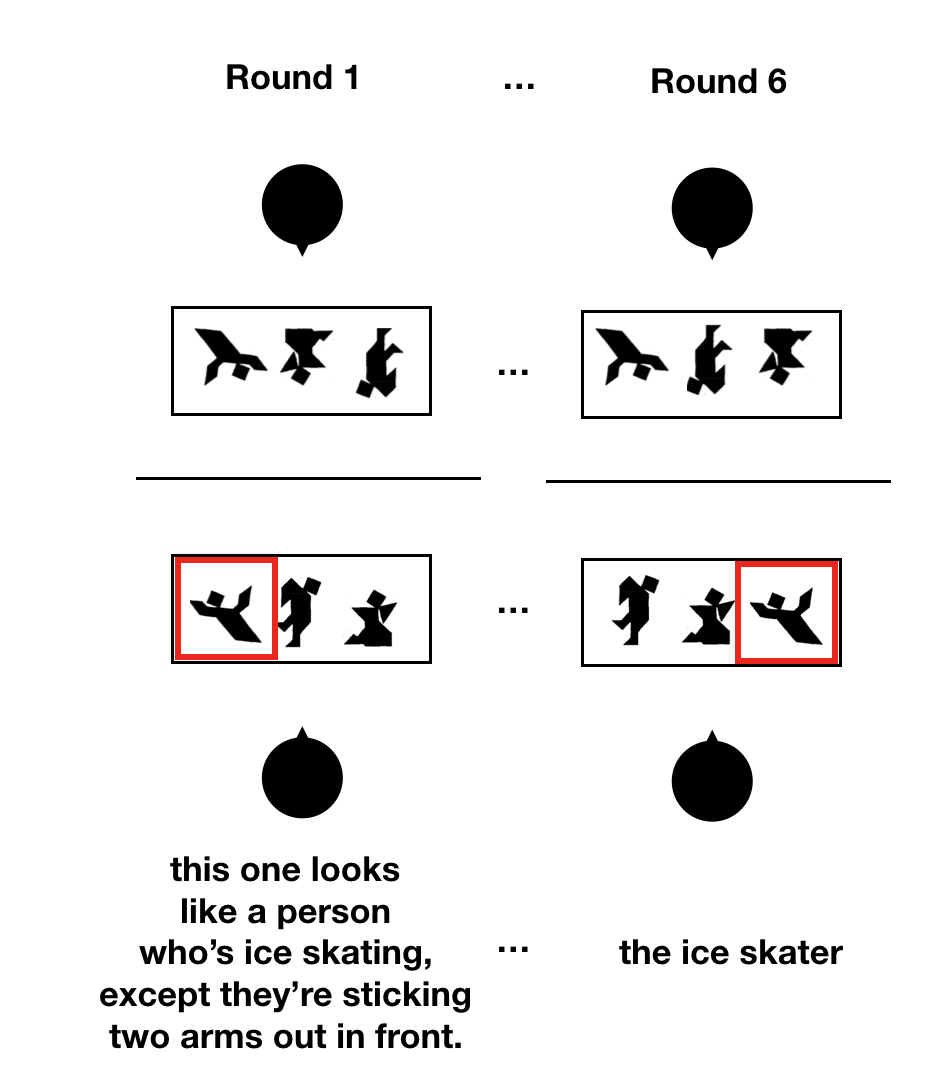 Round 1 ... Round 6
...
...
this one looks
like a person
who’s ice skating,
except they’re sticking
two arms out in front.
...
the ice skater